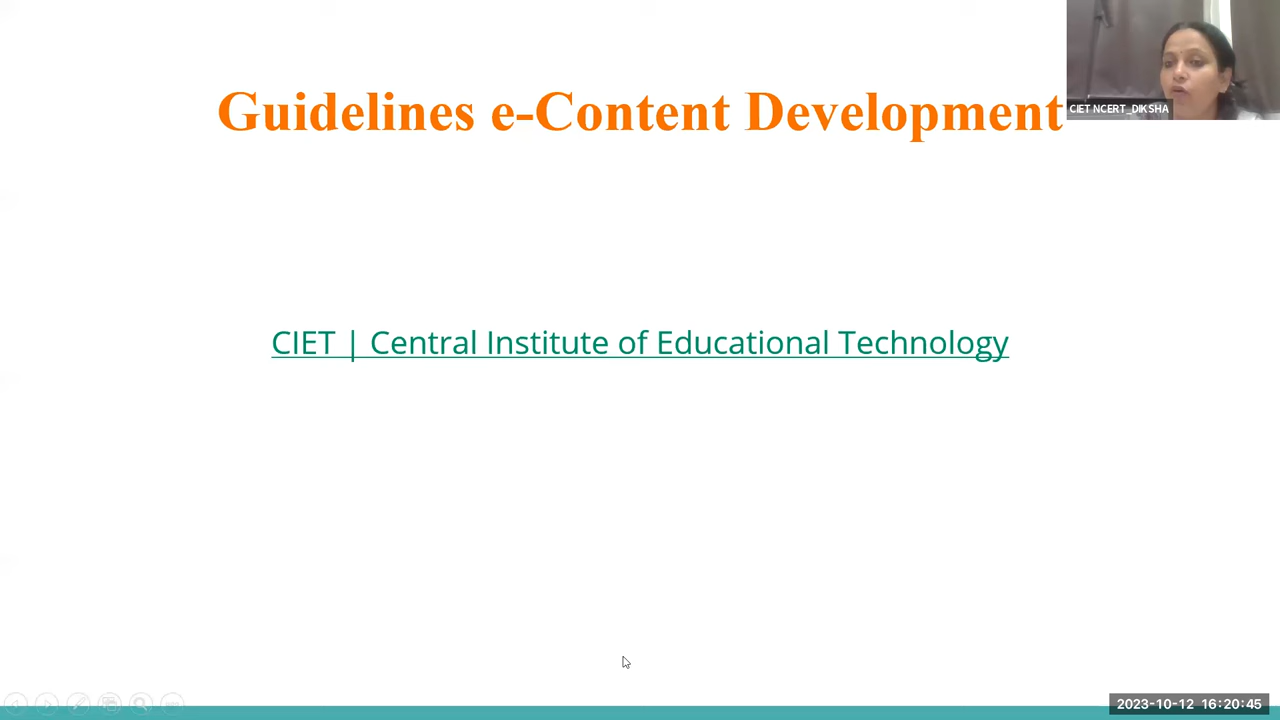 Guidelines e-Content Development
CIET NCERT_DIKSHA
CIET | Central Institute of Educational Technology
2023-10-12 16:20:45